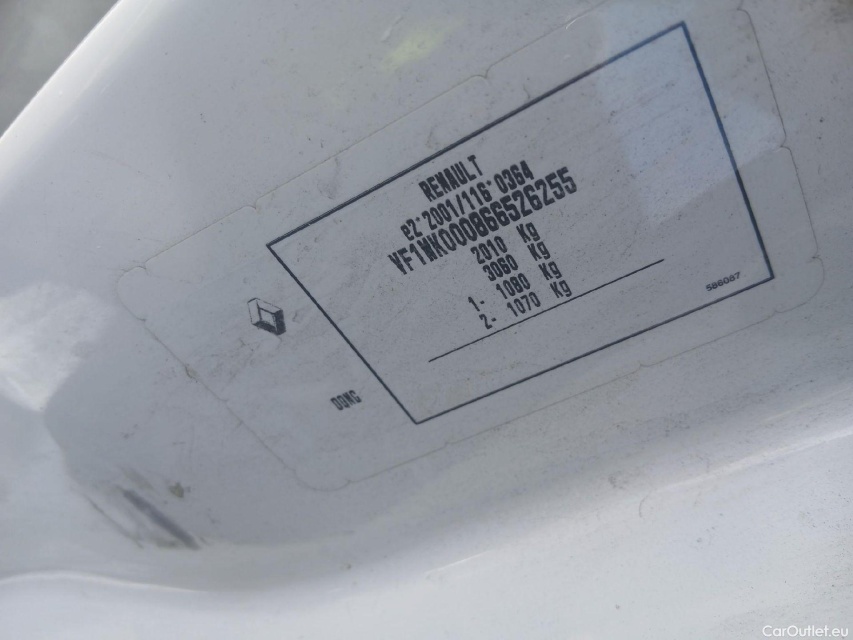 RENAULT
e2*2001/116*0364
VF1WK000866526255
2010 Kg
3060 Kg
1- 1080 Kg
2- 1070 Kg
586087
DQNC
CarOutlet.eu